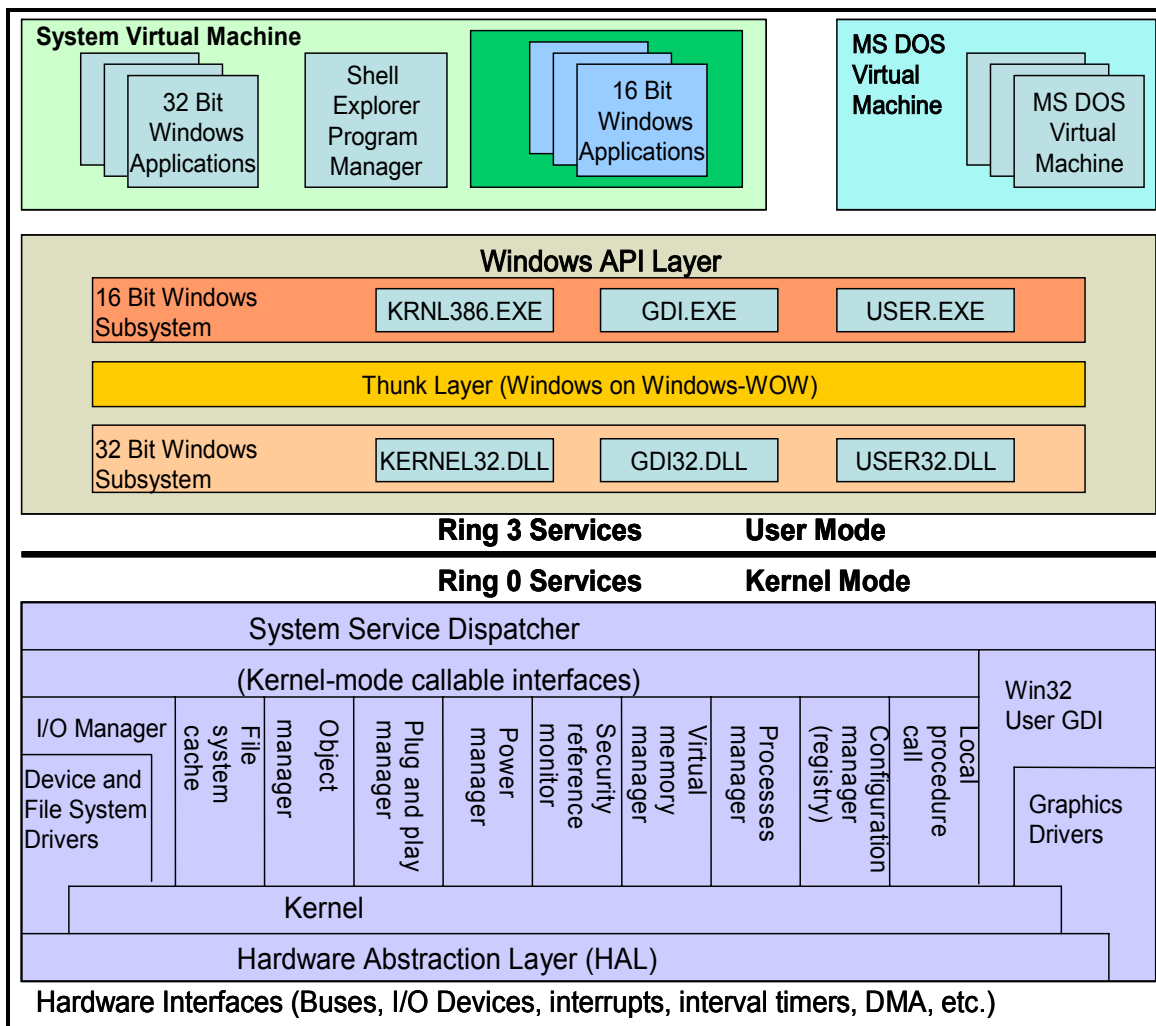 System Virtual Machine
32 Bit
Windows
Applications
Shell
Explorer
Program
Manager
16 Bit
Windows
Applications
MS DOS
Virtual
Machine
MS DOS
Virtual
Machine
Windows API Layer
16 Bit Windows
Subsystem
KRNL386.EXE
GDI.EXE
USER.EXE
Thunk Layer (Windows on Windows-WOW)
32 Bit Windows
Subsystem
KERNEL32.DLL
GDI32.DLL
USER32.DLL
Ring 3 Services User Mode
Ring 0 Services Kernel Mode
System Service Dispatcher
(Kernel-mode callable interfaces)
I/O Manager
Device and
File System
Drivers
File
system
cache
Object
manager
Plug and play
manager
Power
manager
Security
reference
monitor
Virtual
memory
manager
Processes
manager
Configuration
manager
(registry)
Local
procedure
call
Win32
User GDI
Graphics
Drivers
Kernel
Hardware Abstraction Layer (HAL)
Hardware Interfaces (Buses, I/O Devices, interrupts, interval timers, DMA, etc.)